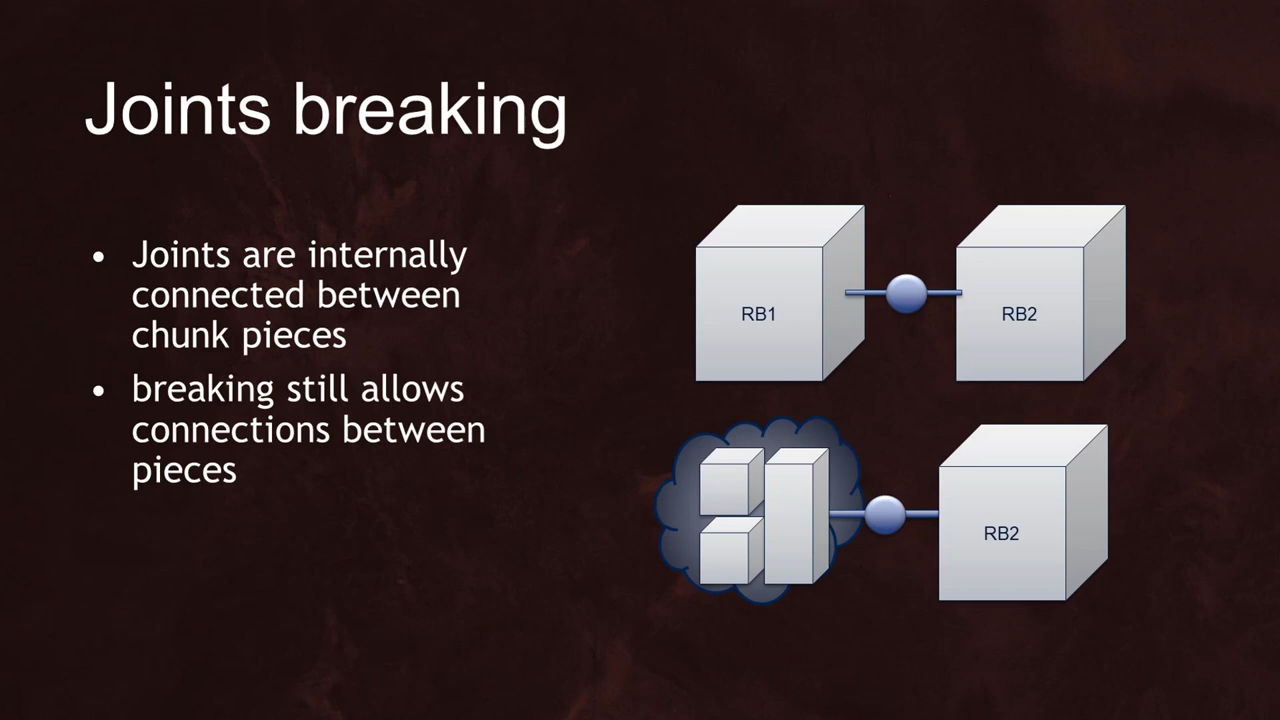 Joints breaking
• Joints are internally
connected between
chunk pieces
• breaking still allows
connections between
pieces
RB1
RB2
RB2